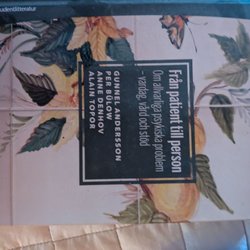 Studentlitteratur
Från patient till person
Om allvarliga psykiska problem
– vardag, vård och stöd
GUNNEL ANDERSSON
PER BÜLOW
ANNE DENHOV
ALAIN TOPOR